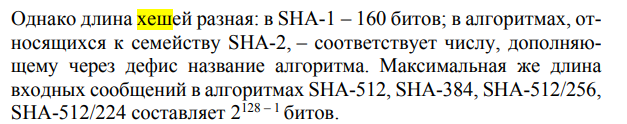 Однако длина хешей разная: в SHA-1 – 160 битов; в алгоритмах, от-
носящихся к семейству SHA-2, – соответствует числу, дополняю-
щему через дефис название алгоритма. Максимальная же длина
входных сообщений в алгоритмах SHA-512, SHA-384, SHA-512/256,
SHA-512/224 составляет 2¹²⁸ ⁻ ¹ битов.